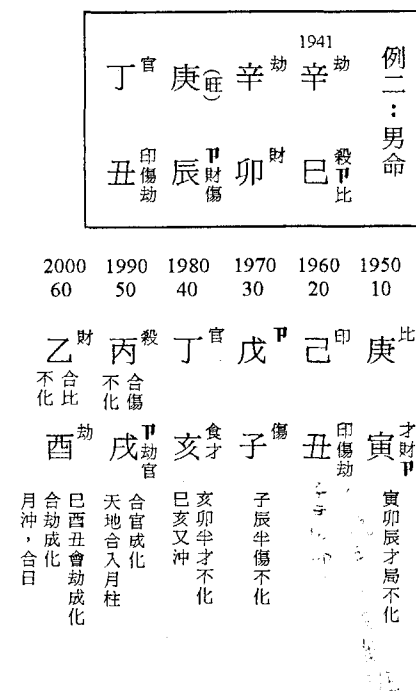 例二：男命
1941
辛劫
巳殺卩比
辛劫
卯財
庚(旺)
辰卩財傷
丁官
丑印傷劫
1950
10
庚比
寅才財卩
寅卯辰才局不化
1960
20
己印
丑印傷劫
1970
30
戊卩
子傷
子辰半傷不化
1980
40
丁官
亥食才
亥卯半才不化
巳亥又沖
1990
50
丙殺
合傷
不化
戌卩劫官
合官成化
天地合入月柱
2000
60
乙財
合比
不化
酉劫
巳酉丑會劫成化
合劫成化
月沖，合日